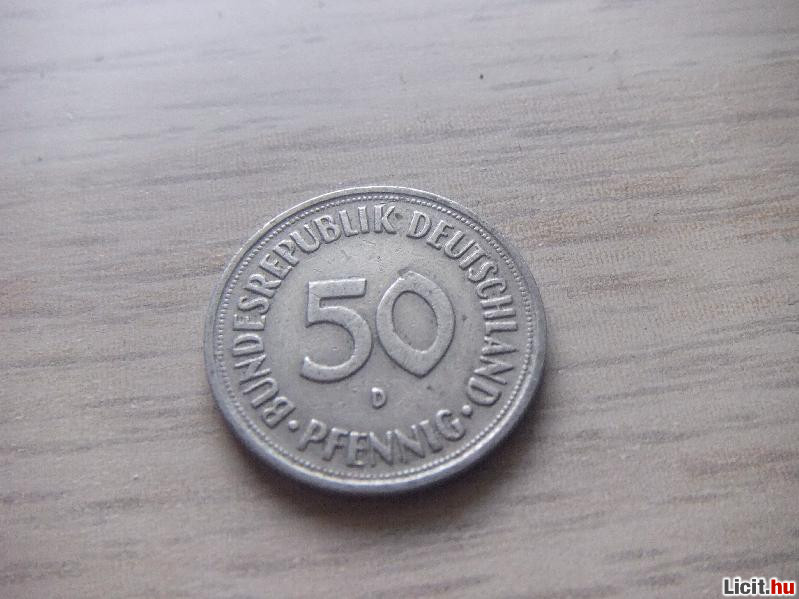 BUNDESREPUBLIK DEUTSCHLAND
50
D
· PFENNIG ·
Licit.hu